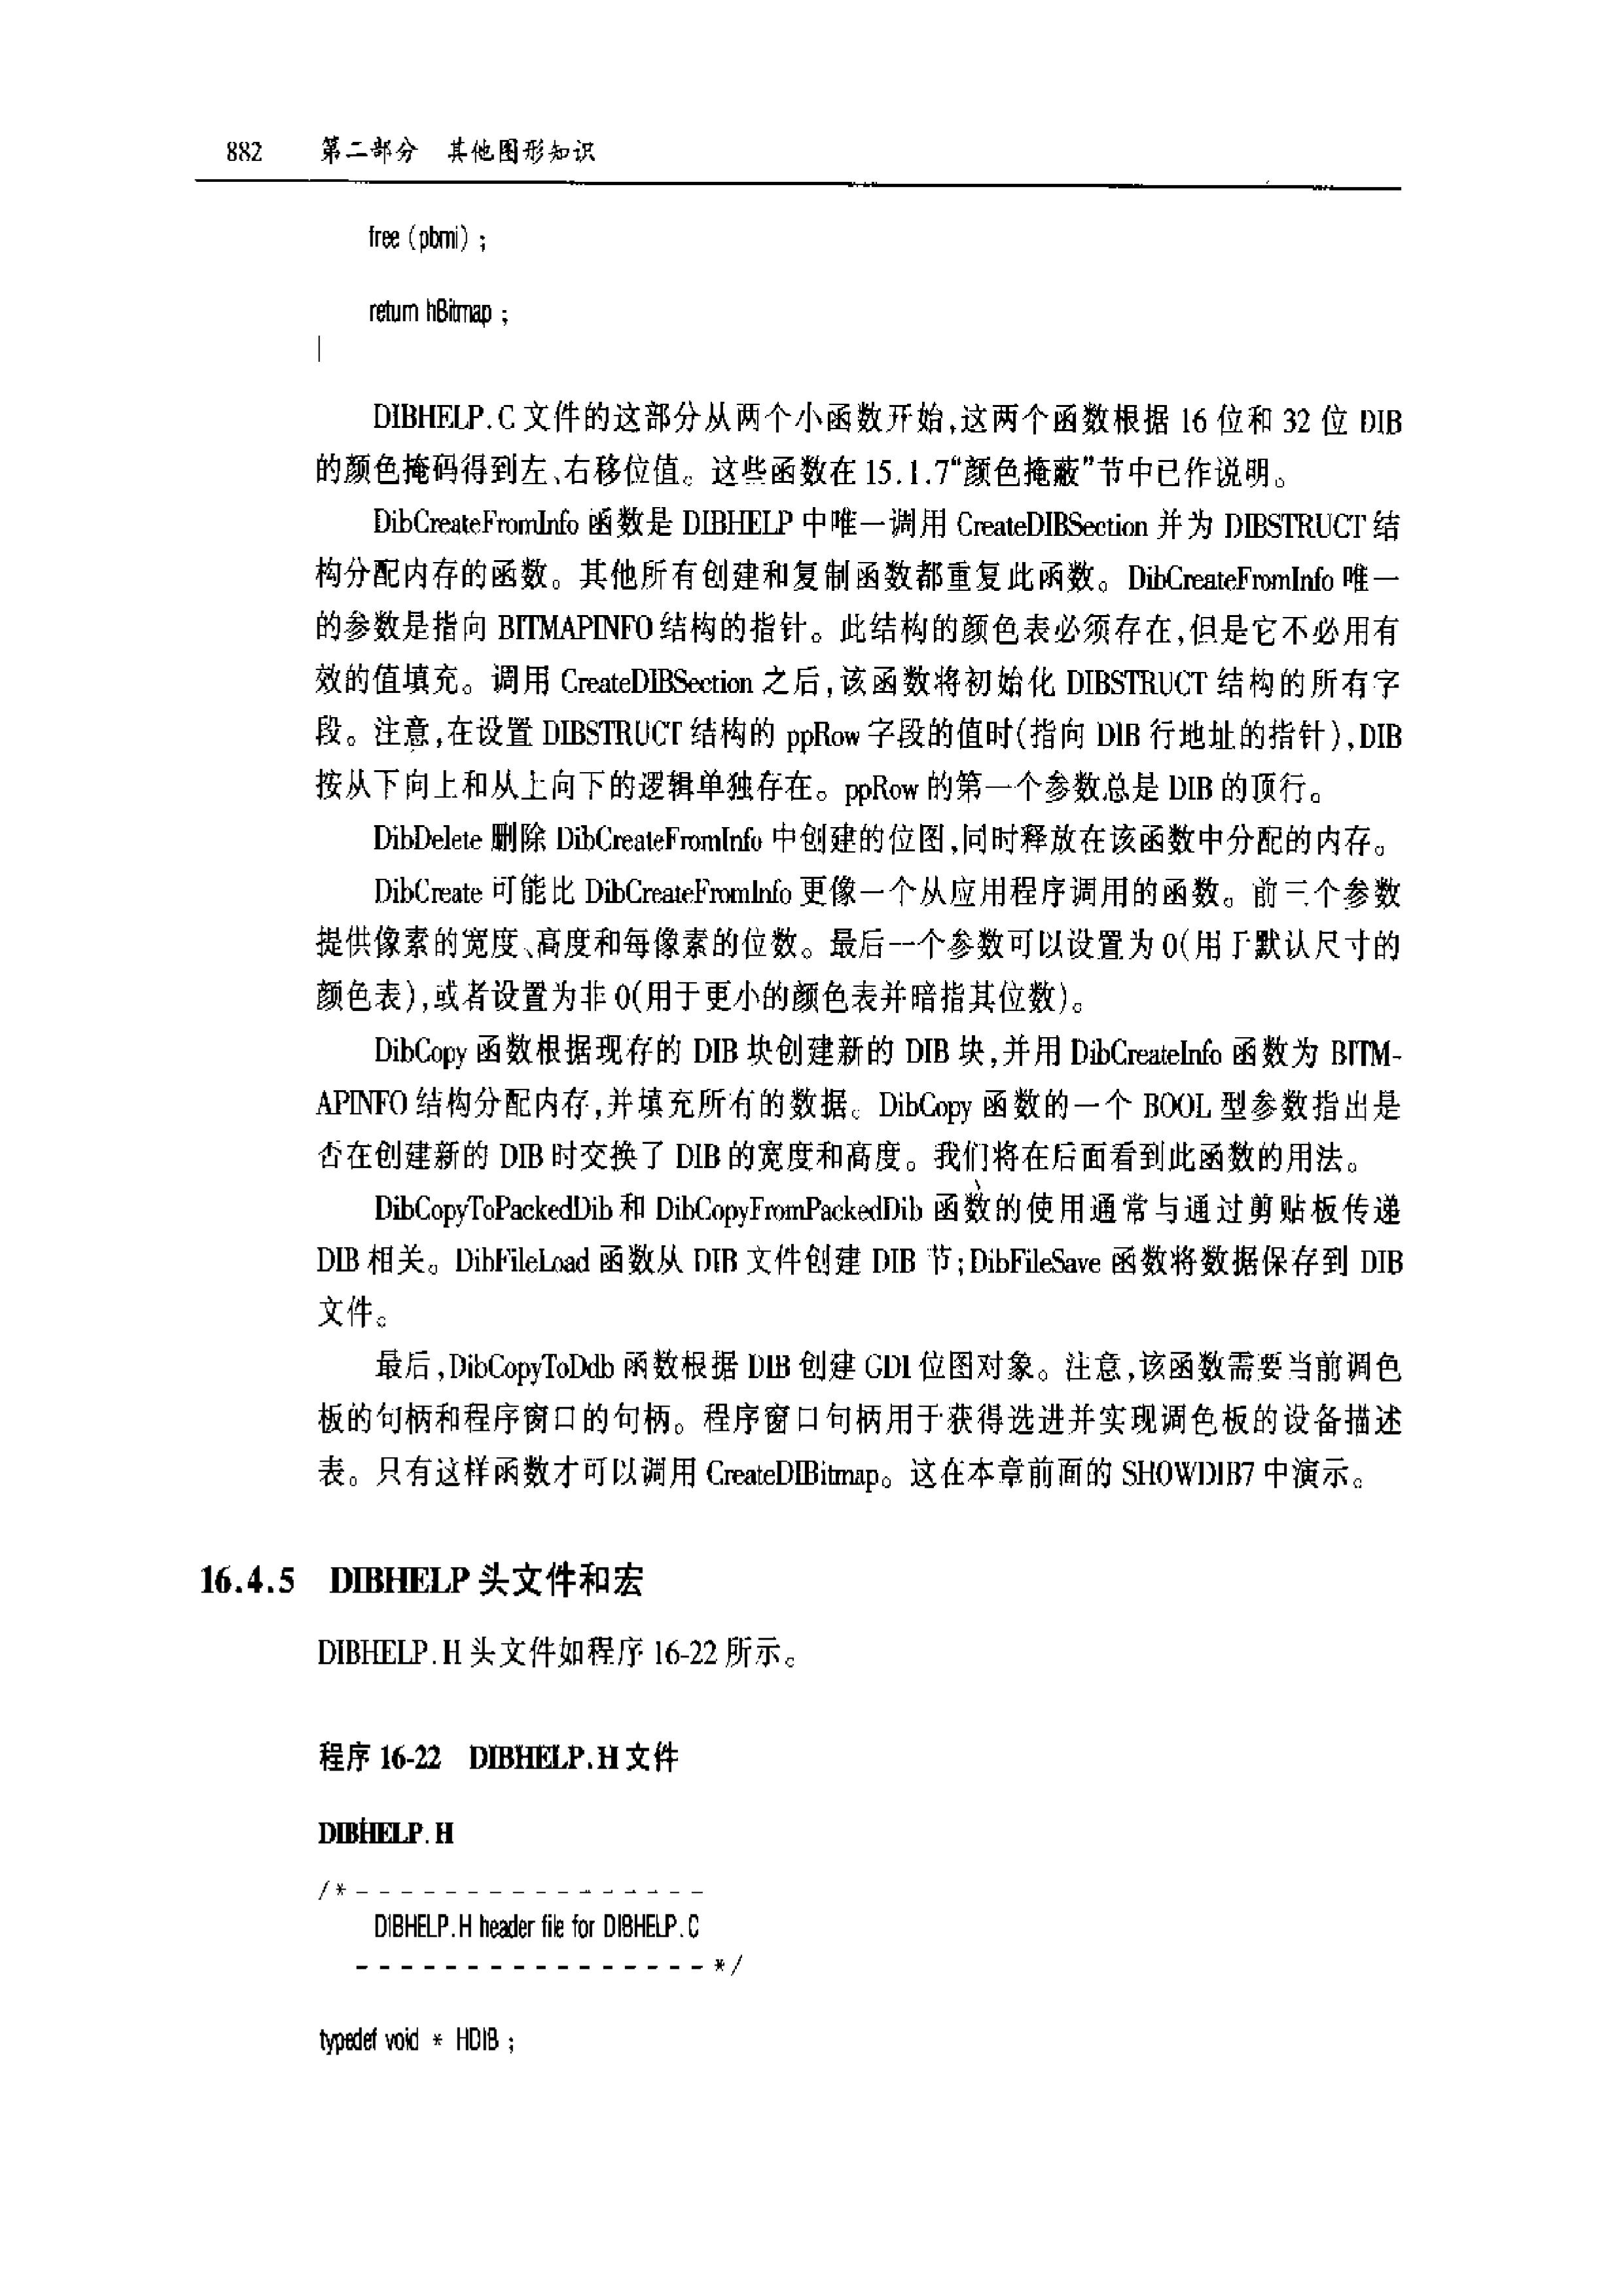 882 第二部分 其他图形知识
free (pbmi) ;
return hBitmap ;
|
DIBHELP.C 文件的这部分从两个小函数开始,这两个函数根据 16 位和 32 位 DIB
的颜色掩码得到左、右移位值。这些函数在 15.1.7“颜色掩蔽”节中已作说明。
DibCreateFromInfo 函数是 DIBHELP 中唯一调用 CreateDIBSection 并为 DIBSTRUCT 结
构分配内存的函数。其他所有创建和复制函数都重复此函数。DibCreateFromInfo 唯一
的参数是指向 BITMAPINFO 结构的指针。此结构的颜色表必须存在,但是它不必用有
效的值填充。调用 CreateDIBSection 之后,该函数将初始化 DIBSTRUCT 结构的所有字
段。注意,在设置 DIBSTRUCT 结构的 ppRow 字段的值时(指向 DIB 行地址的指针),DIB
按从下向上和从上向下的逻辑单独存在。ppRow 的第一个参数总是 DIB 的顶行。
DibDelete 删除 DibCreateFromInfo 中创建的位图,同时释放在该函数中分配的内存。
DibCreate 可能比 DibCreateFromInfo 更像一个从应用程序调用的函数。前三个参数
提供像素的宽度、高度和每像素的位数。最后一个参数可以设置为 0(用于默认尺寸的
颜色表),或者设置为非 0(用于更小的颜色表并暗指其位数)。
DibCopy 函数根据现存的 DIB 块创建新的 DIB 块,并用 DibCreateInfo 函数为 BITM-
APINFO 结构分配内存,并填充所有的数据。DibCopy 函数的一个 BOOL 型参数指出是
否在创建新的 DIB 时交换了 DIB 的宽度和高度。我们将在后面看到此函数的用法。
DibCopyToPackedDib 和 DibCopyFromPackedDib 函数的使用通常与通过剪贴板传递
DIB 相关。DibFileLoad 函数从 DIB 文件创建 DIB 节;DibFileSave 函数将数据保存到 DIB
文件。
最后,DibCopyToDdb 函数根据 DIB 创建 GDI 位图对象。注意,该函数需要当前调色
板的句柄和程序窗口的句柄。程序窗口句柄用于获得选进并实现调色板的设备描述
表。只有这样函数才可以调用 CreateDIBitmap。这在本章前面的 SHOWDIB7 中演示。
16.4.5 DIBHELP 头文件和宏
DIBHELP.H 头文件如程序 16-22 所示。
程序 16-22 DIBHELP.H 文件
DIBHELP.H
/* - - - - - - - - - - - - - - - -
DIBHELP.H header file for DIBHELP.C
- - - - - - - - - - - - - - - - */
typedef void * HDIB ;